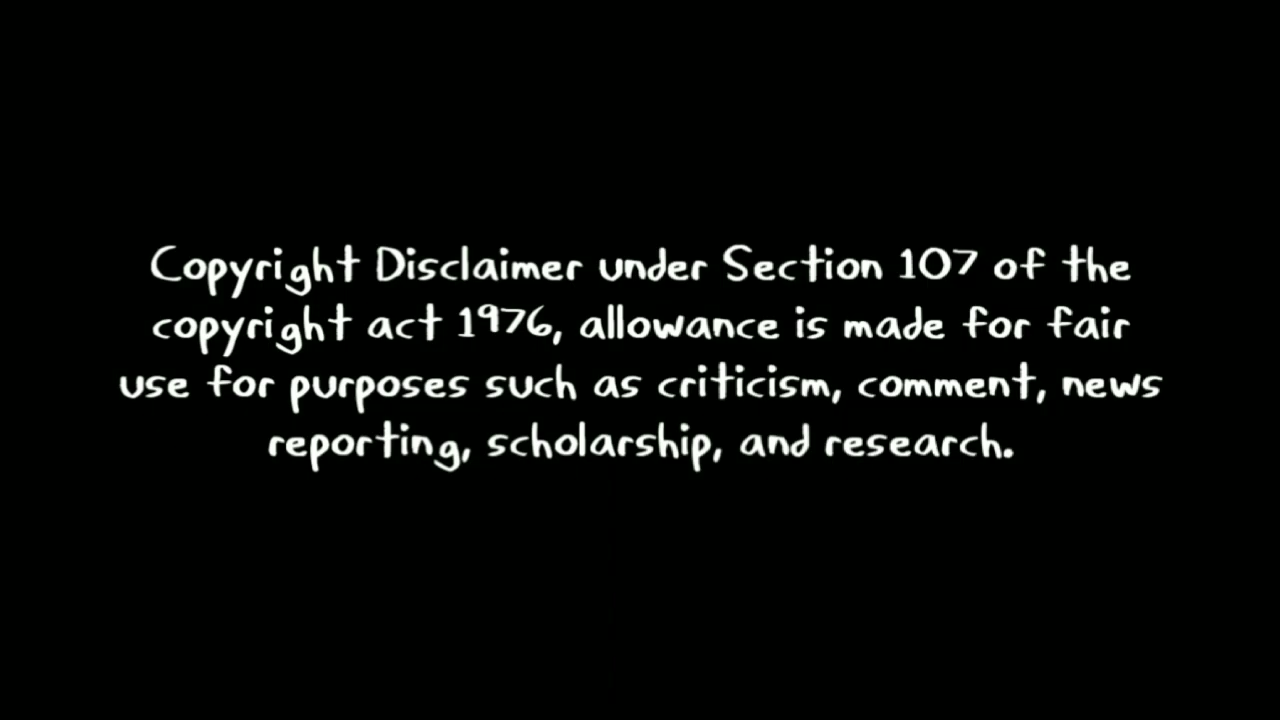 Copyright Disclaimer under Section 107 of the
copyright act 1976, allowance is made for fair
use for purposes such as criticism, comment, news
reporting, scholarship, and research.